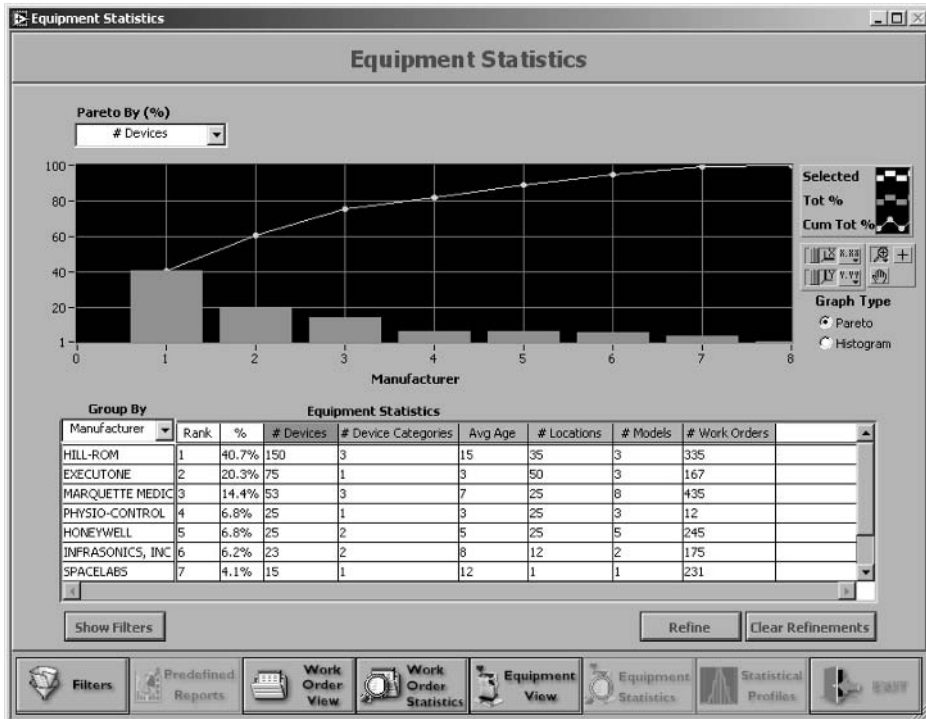 Equipment Statistics
Equipment Statistics
Pareto By (%)
# Devices
100
80
60
40
20
1
0 1 2 3 4 5 6 7 8
Manufacturer
Selected
Tot %
Cum Tot %
X X.XX
Y Y.YY
Graph Type
Pareto
Histogram
Group By
Equipment Statistics
Manufacturer Rank % # Devices # Device Categories Avg Age # Locations # Models # Work Orders
HILL-ROM 1 40.7% 150 3 15 35 3 335
EXECUTONE 2 20.3% 75 1 3 50 3 167
MARQUETTE MEDIC 3 14.4% 53 3 7 25 8 435
PHYSIO-CONTROL 4 6.8% 25 1 3 25 3 12
HONEYWELL 5 6.8% 25 2 5 25 5 245
INFRASONICS, INC 6 6.2% 23 2 8 12 2 175
SPACELABS 7 4.1% 15 1 12 1 1 231
Show Filters
Refine
Clear Refinements
Filters
Predefined
Reports
Work
Order
View
Work
Order
Statistics
Equipment
View
Equipment
Statistics
Statistical
Profiles
EXIT